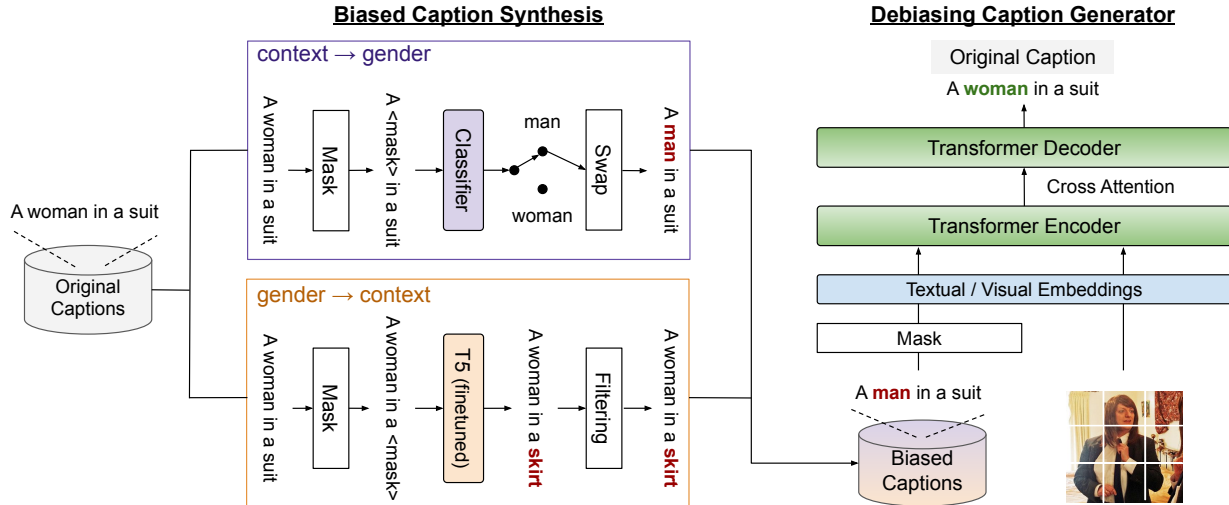 Biased Caption Synthesis
Debiasing Caption Generator
context → gender
A woman in a suit
Mask
A <mask> in a suit
Classifier
man
woman
Swap
A man in a suit
A woman in a suit
Original
Captions
gender → context
A woman in a suit
Mask
A woman in a <mask>
T5 (finetuned)
A woman in a skirt
Filtering
A woman in a skirt
Original Caption
A woman in a suit
Transformer Decoder
Cross Attention
Transformer Encoder
Textual / Visual Embeddings
Mask
A man in a suit
Biased
Captions